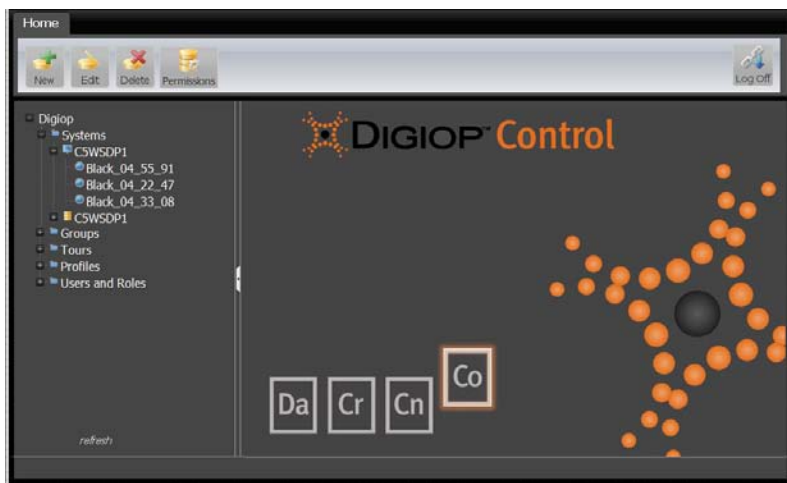 Home
New Edit Delete Permissions Log Off
Digiop
Systems
C5WSDP1
Black_04_55_91
Black_04_22_47
Black_04_33_08
C5WSDP1
Groups
Tours
Profiles
Users and Roles
refresh
DIGIOP™ Control
Da Cr Cn Co